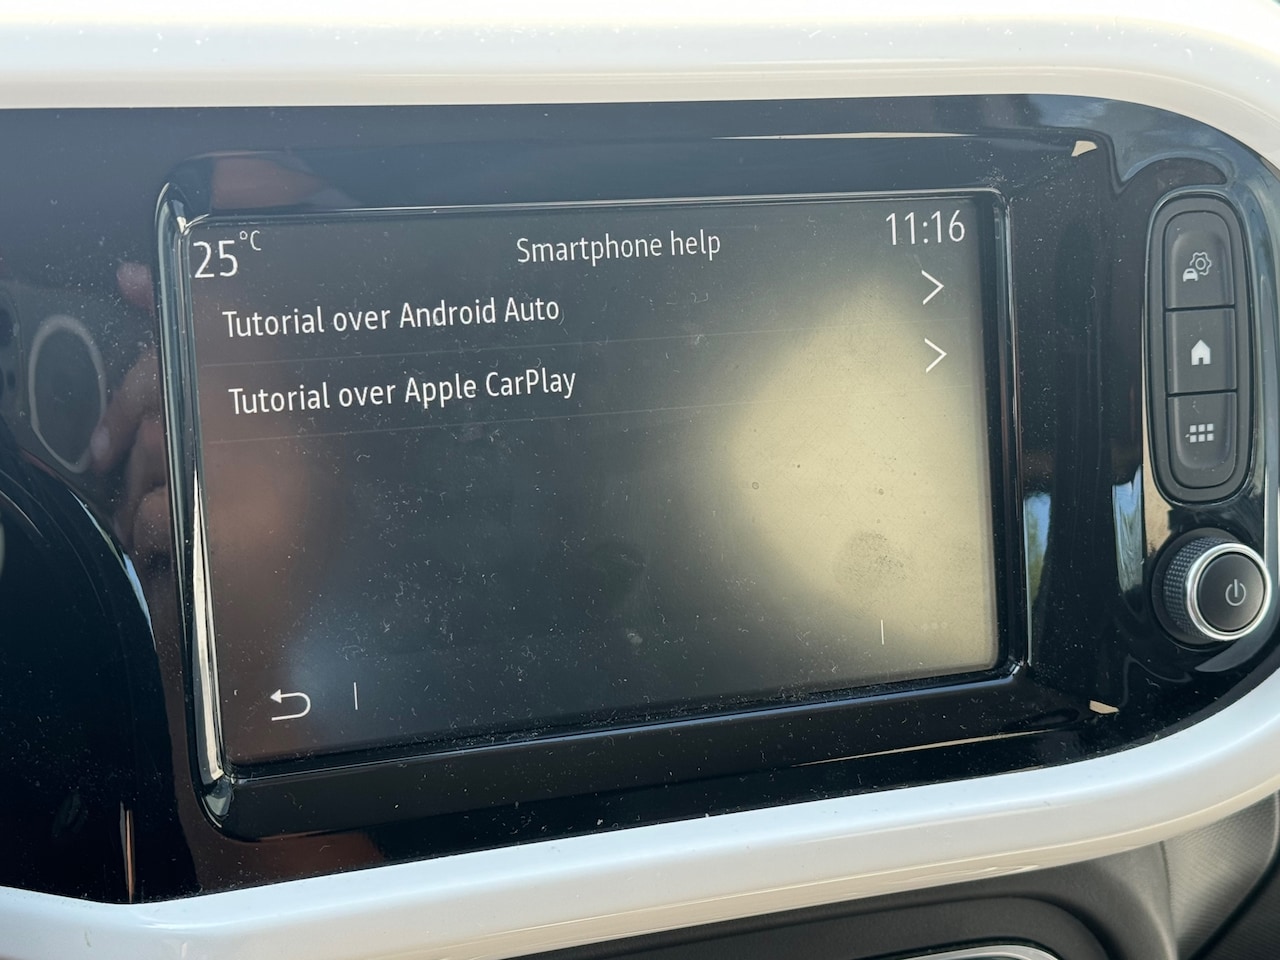 25°C
Smartphone help
11:16
Tutorial over Android Auto
Tutorial over Apple CarPlay